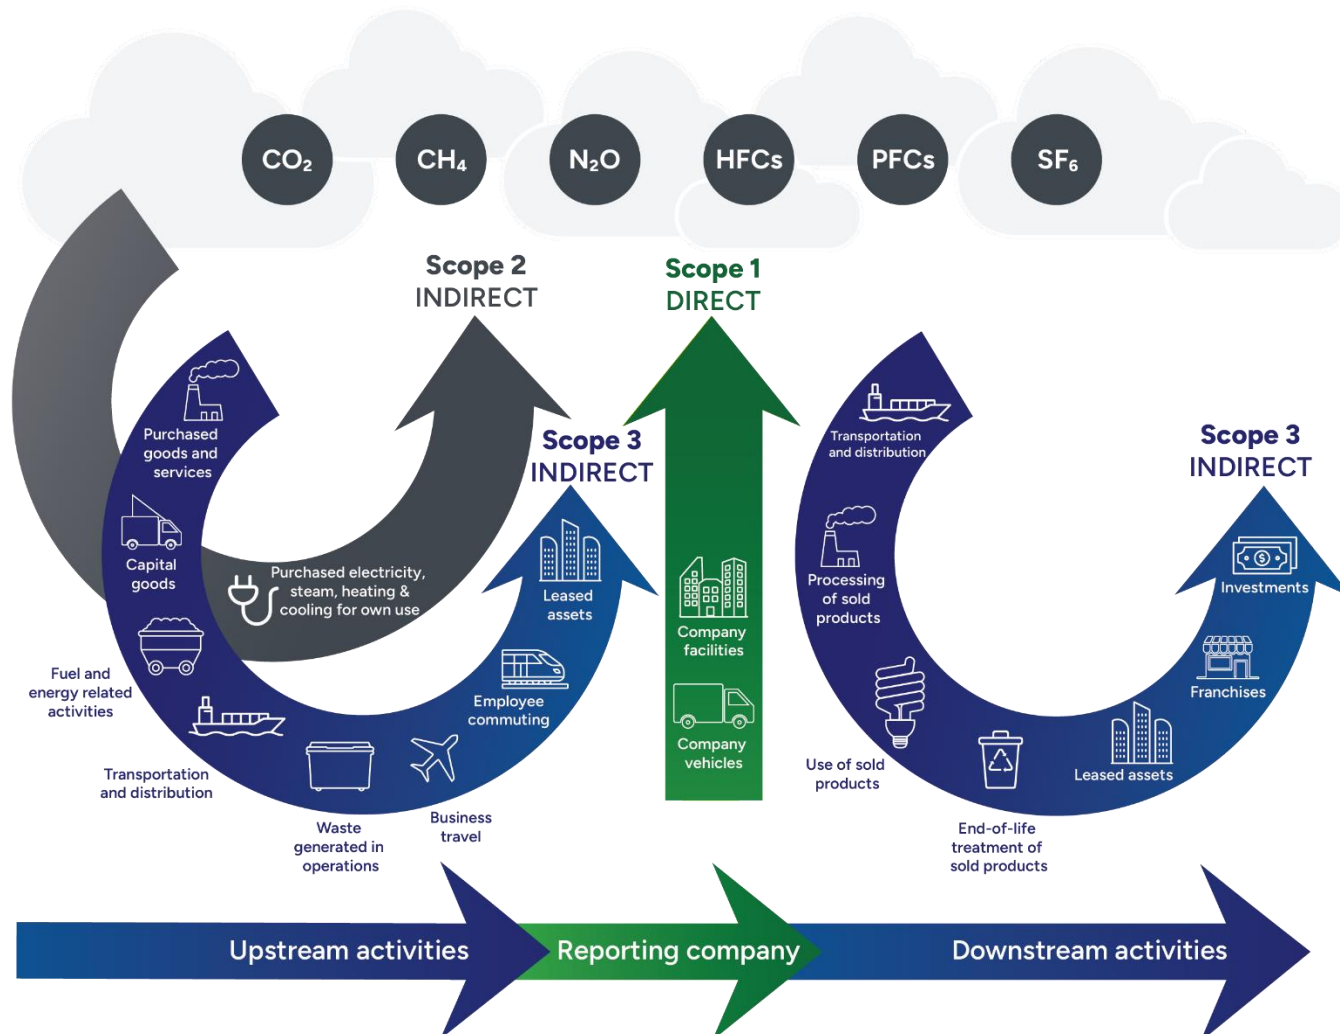 CO₂
CH₄
N₂O
HFCs
PFCs
SF₆
Scope 2
INDIRECT
Scope 1
DIRECT
Purchased
goods and
services
Capital
goods
Fuel and
energy related
activities
Transportation
and distribution
Waste
generated in
operations
Business
travel
Employee
commuting
Leased
assets
Scope 3
INDIRECT
Purchased electricity,
steam, heating &
cooling for own use
Company
facilities
Company
vehicles
Transportation
and distribution
Processing
of sold
products
Use of sold
products
End-of-life
treatment of
sold products
Leased assets
Franchises
Investments
Scope 3
INDIRECT
Upstream activities
Reporting company
Downstream activities